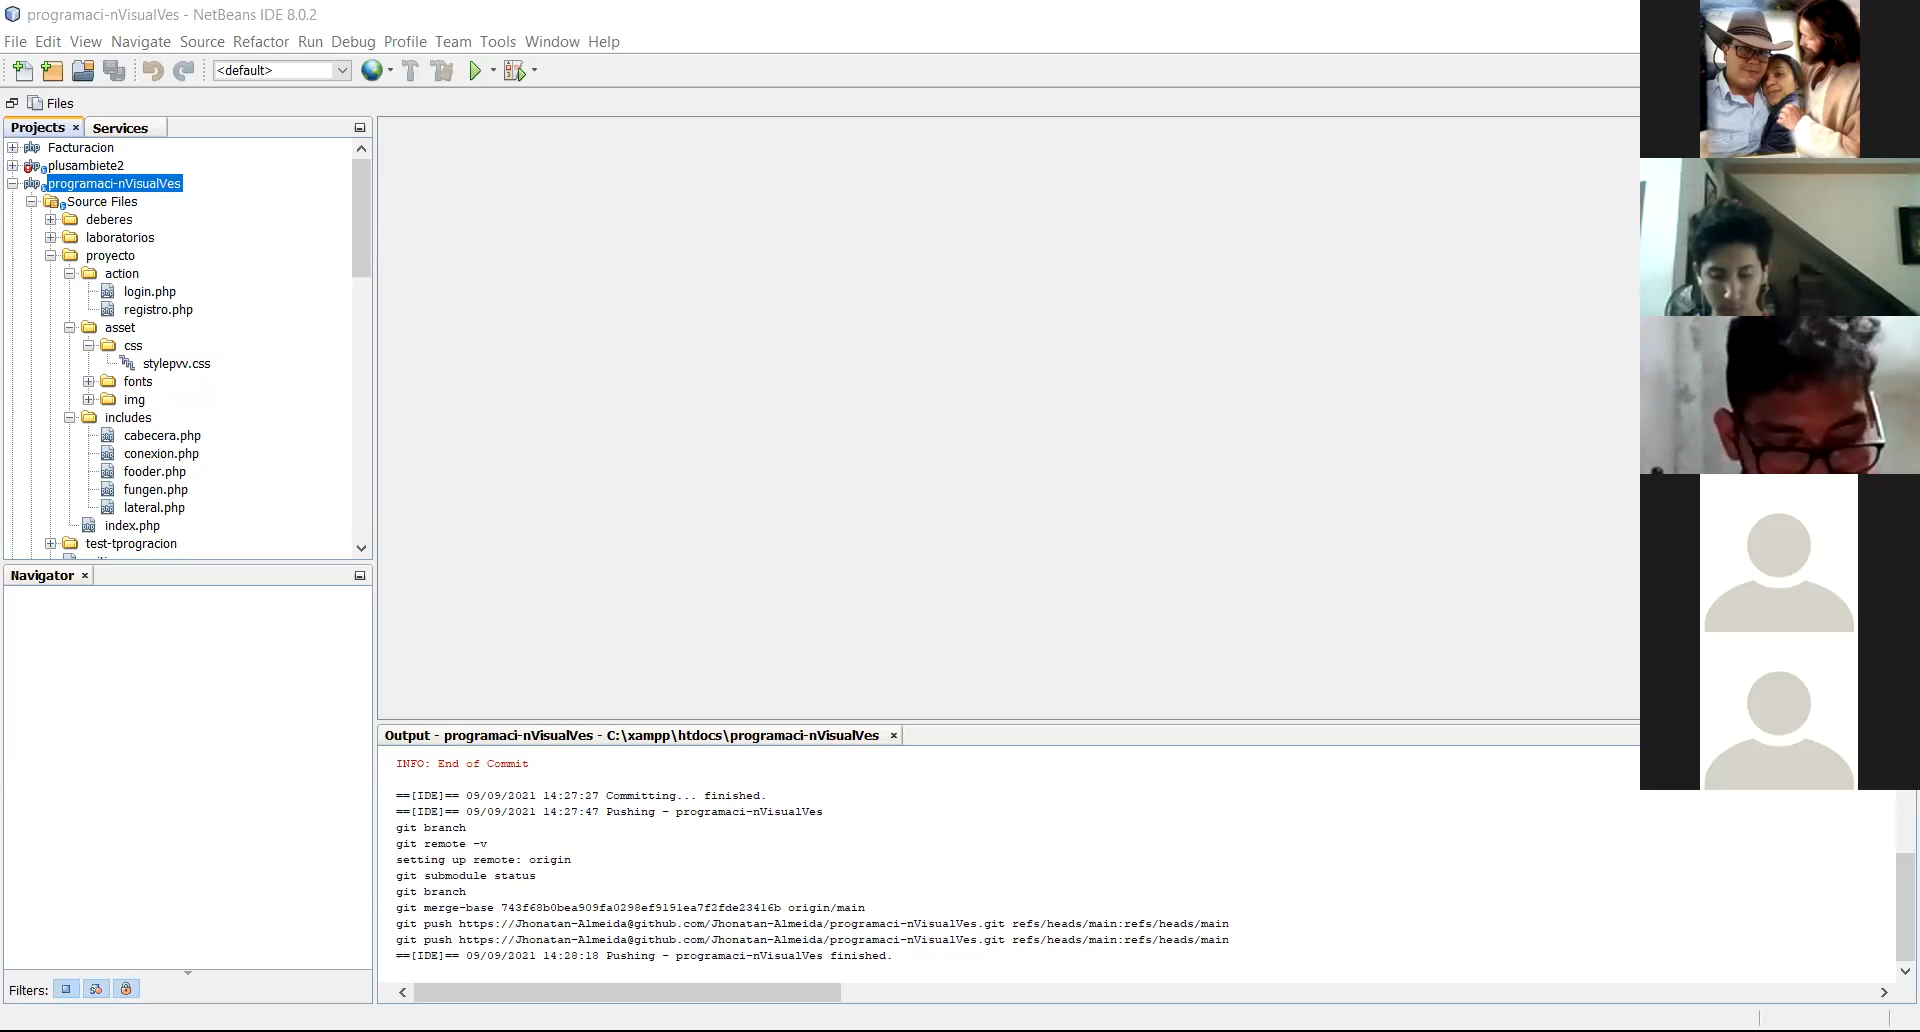 programaci-nVisualVes - NetBeans IDE 8.0.2
File Edit View Navigate Source Refactor Run Debug Profile Team Tools Window Help
<default>
Files
Projects
Services
Facturacion
plusambiete2
programaci-nVisualVes
Source Files
deberes
laboratorios
proyecto
action
login.php
registro.php
asset
css
stylepvv.css
fonts
img
includes
cabecera.php
conexion.php
fooder.php
fungen.php
lateral.php
index.php
test-tprogracion
Navigator
Filters:
Output - programaci-nVisualVes - C:\xampp\htdocs\programaci-nVisualVes
INFO: End of Commit
==[IDE]== 09/09/2021 14:27:27 Committing... finished.
==[IDE]== 09/09/2021 14:27:47 Pushing - programaci-nVisualVes
git branch
git remote -v
setting up remote: origin
git submodule status
git branch
git merge-base 743f68b0bea909fa0298ef9191ea7f2fde23416b origin/main
git push https://Jhonatan-Almeida@github.com/Jhonatan-Almeida/programaci-nVisualVes.git refs/heads/main:refs/heads/main
git push https://Jhonatan-Almeida@github.com/Jhonatan-Almeida/programaci-nVisualVes.git refs/heads/main:refs/heads/main
==[IDE]== 09/09/2021 14:28:18 Pushing - programaci-nVisualVes finished.